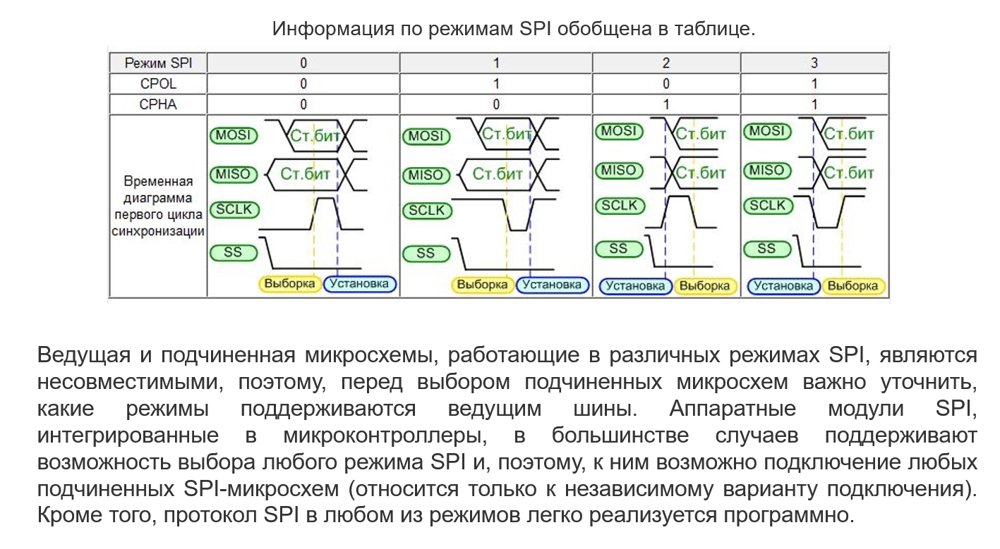 Информация по режимам SPI обобщена в таблице.
Режим SPI 0 1 2 3
CPOL 0 1 0 1
CPHA 0 0 1 1
Временная
диаграмма
первого цикла
синхронизации
MOSI Ст.бит MOSI Ст.бит MOSI Ст.бит MOSI Ст.бит
MISO Ст.бит MISO Ст.бит MISO Ст.бит MISO Ст.бит
SCLK SCLK SCLK SCLK
SS SS SS SS
Выборка Установка Выборка Установка Установка Выборка Установка Выборка
Ведущая и подчиненная микросхемы, работающие в различных режимах SPI, являются
несовместимыми, поэтому, перед выбором подчиненных микросхем важно уточнить,
какие режимы поддерживаются ведущим шины. Аппаратные модули SPI,
интегрированные в микроконтроллеры, в большинстве случаев поддерживают
возможность выбора любого режима SPI и, поэтому, к ним возможно подключение любых
подчиненных SPI-микросхем (относится только к независимому варианту подключения).
Кроме того, протокол SPI в любом из режимов легко реализуется программно.